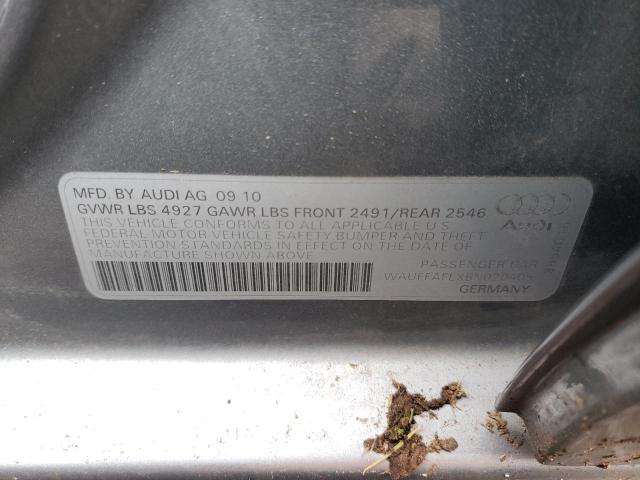 MFD. BY AUDI AG 09 10
GVWR LBS 4927 GAWR LBS FRONT 2491/REAR 2546
THIS VEHICLE CONFORMS TO ALL APPLICABLE U.S.
FEDERAL MOTOR VEHICLE SAFETY BUMPER AND THEFT
PREVENTION STANDARDS IN EFFECT ON THE DATE OF
MANUFACTURE SHOWN ABOVE
Audi
PASSENGER CAR
GERMANY